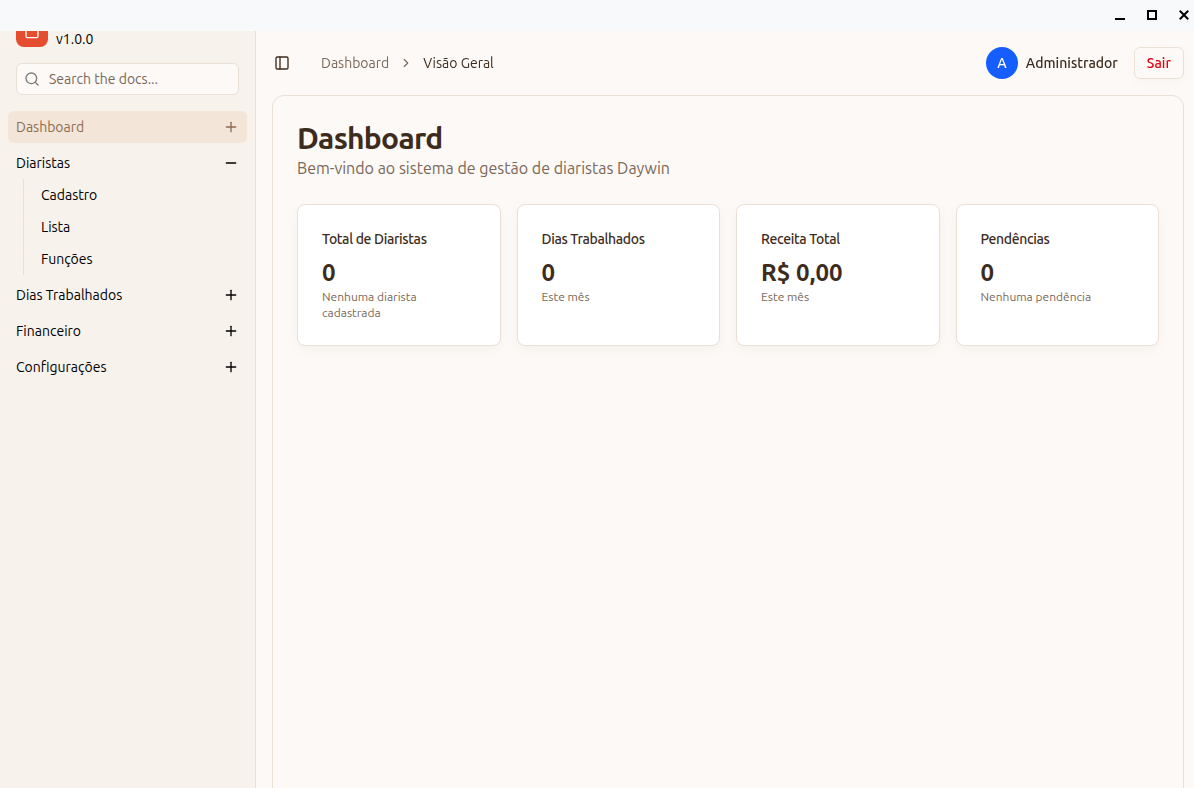 v1.0.0
Search the docs...
Dashboard
Diaristas
Cadastro
Lista
Funções
Dias Trabalhados
Financeiro
Configurações
Dashboard > Visão Geral
A Administrador
Sair
Dashboard
Bem-vindo ao sistema de gestão de diaristas Daywin
Total de Diaristas
0
Nenhuma diarista
cadastrada
Dias Trabalhados
0
Este mês
Receita Total
R$ 0,00
Este mês
Pendências
0
Nenhuma pendência